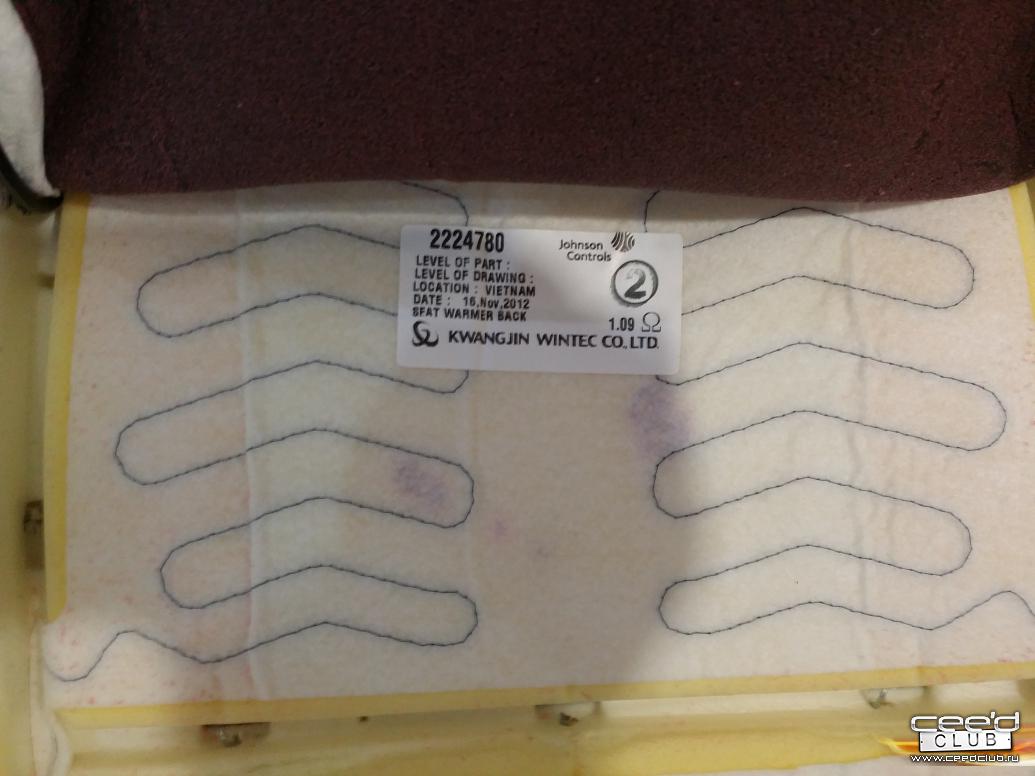 2224780
Johnson
Controls
LEVEL OF PART :
LEVEL OF DRAWING :
LOCATION : VIETNAM
DATE : 16,Nov,2012
SEAT WARMER BACK
2
1.09 Ω
KWANGJIN WINTEC CO., LTD.
cee'd
CLUB
www.ceedclub.ru